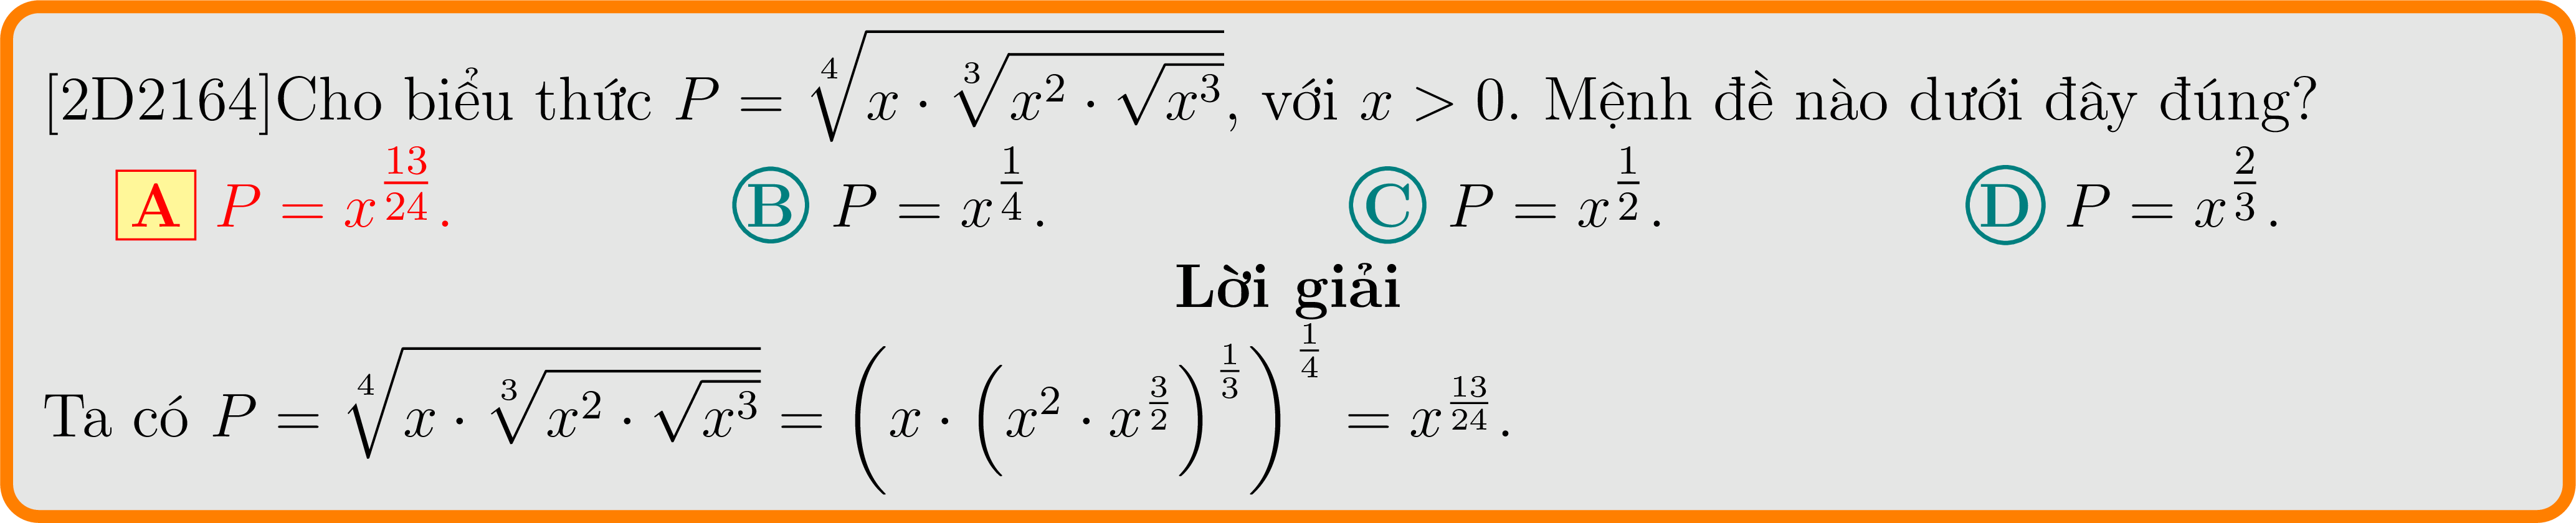 [2D2164]Cho biểu thức $P = \sqrt[4]{x \cdot \sqrt[3]{x^2 \cdot \sqrt{x^3}}}$, với $x > 0$. Mệnh đề nào dưới đây đúng?
A $P = x^{\frac{13}{24}}$. B $P = x^{\frac{1}{4}}$. C $P = x^{\frac{1}{2}}$. D $P = x^{\frac{2}{3}}$.
Lời giải
Ta có $P = \sqrt[4]{x \cdot \sqrt[3]{x^2 \cdot \sqrt{x^3}}} = \left(x \cdot \left(x^2 \cdot x^{\frac{3}{2}}\right)^{\frac{1}{3}}\right)^{\frac{1}{4}} = x^{\frac{13}{24}}$.